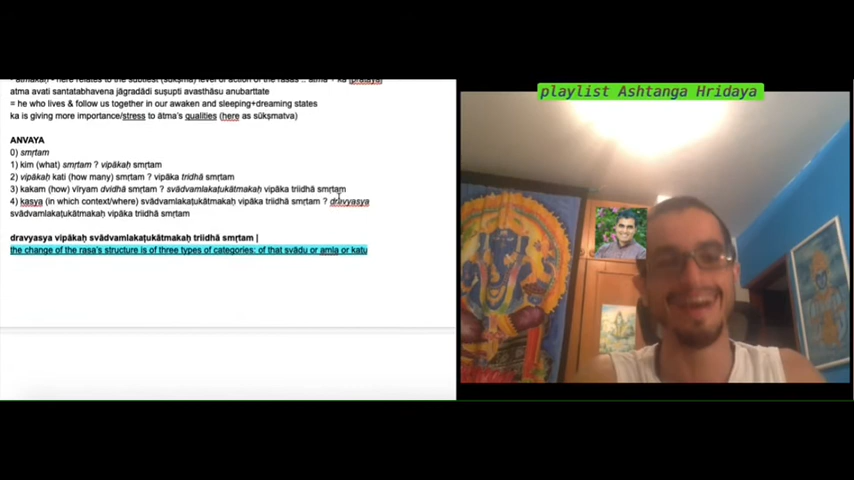 - ātmakaḥ - here relates to the subtlest (sūkṣma) level of action of the rasas .. ātma + ka [pratāya]
atma avati santatabhavena jāgradādi suṣupti avasthāsu anubarttate
= he who lives & follow us together in our awaken and sleeping+dreaming states
ka is giving more importance/stress to ātma's qualities (here as sūkṣmatva)
ANVAYA
0) smṛtam
1) kim (what) smṛtam ? vipākaḥ smṛtam
2) vipākaḥ kati (how many) smṛtam ? vipāka tridhā smṛtam
3) kakam (how) vīryam dvidhā smṛtam ? svādvamlakaṭukātmakaḥ vipāka triidhā smṛtam
4) kasya (in which context/where) svādvamlakaṭukātmakaḥ vipāka triidhā smṛtam ? dravyasya
svādvamlakaṭukātmakaḥ vipāka triidhā smṛtam
dravyasya vipākaḥ svādvamlakaṭukātmakaḥ triidhā smṛtam |
the change of the rasa's structure is of three types of categories: of that svādu or amla or katu
playlist Ashtanga Hridaya